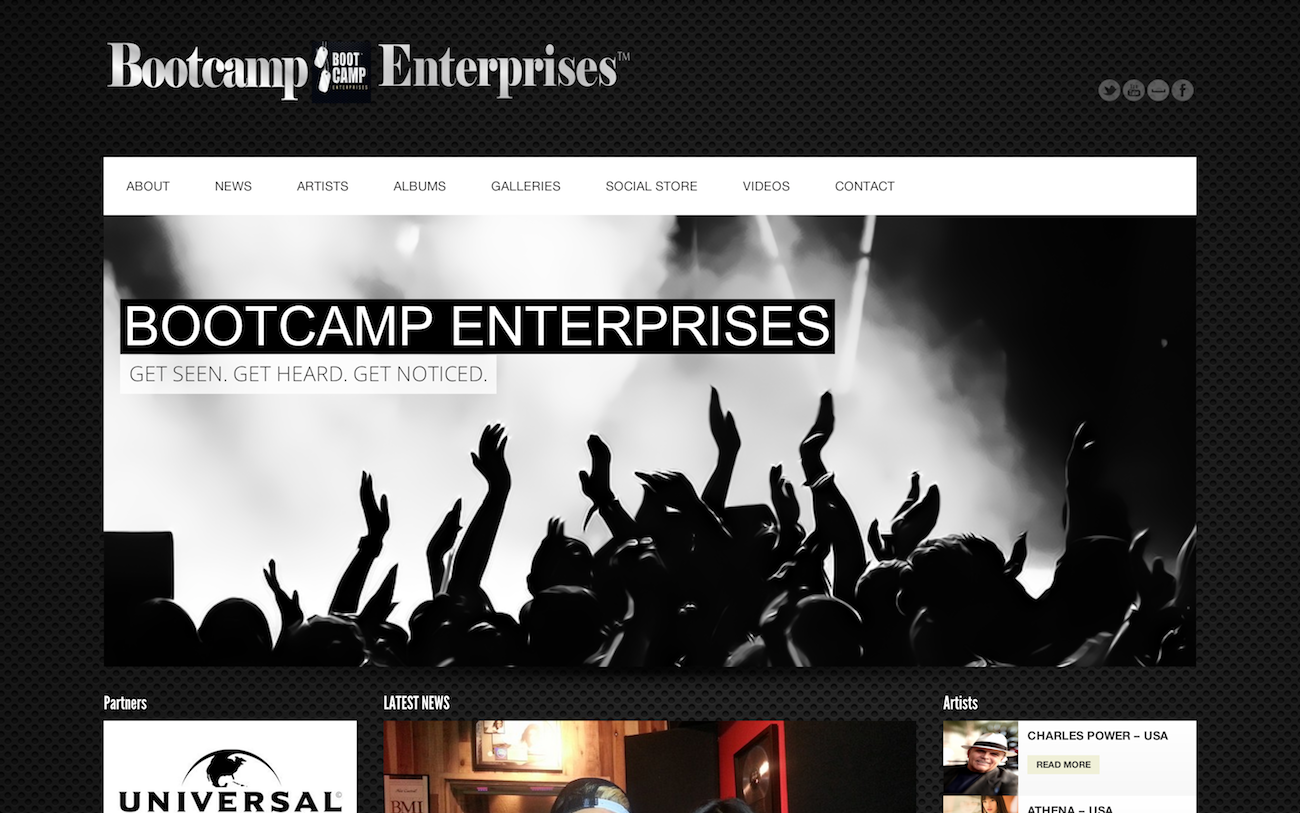 Bootcamp BOOT CAMP ENTERPRISES Enterprises™
ABOUT NEWS ARTISTS ALBUMS GALLERIES SOCIAL STORE VIDEOS CONTACT
BOOTCAMP ENTERPRISES
GET SEEN. GET HEARD. GET NOTICED.
Partners
UNIVERSAL©
LATEST NEWS
BMI
Artists
CHARLES POWER – USA
READ MORE
ATHENA – USA